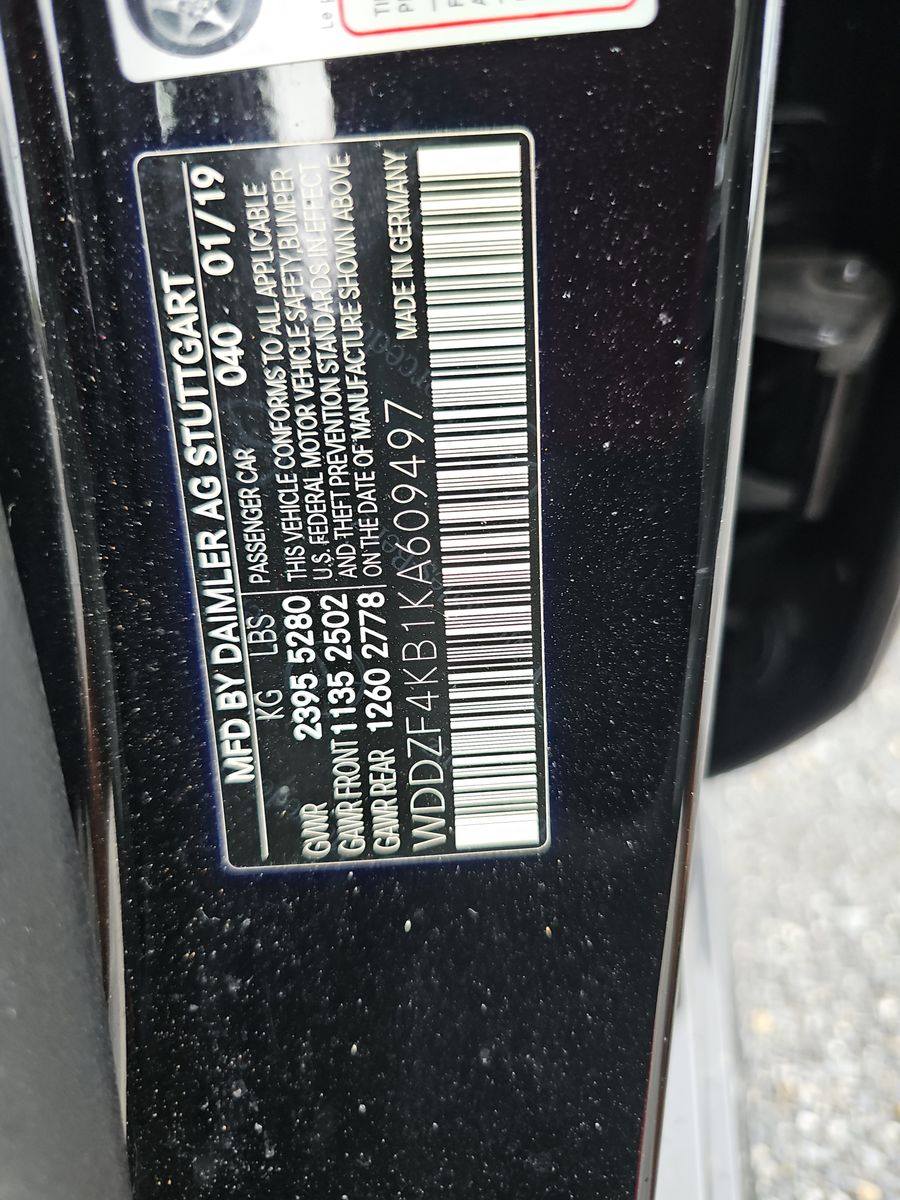 MFD BY DAIMLER AG STUTTGART
040 01/19
KG LBS PASSENGER CAR
GVWR 2395 5280
GAWR FRONT 1135 2502
GAWR REAR 1260 2778
THIS VEHICLE CONFORMS TO ALL APPLICABLE
U.S. FEDERAL MOTOR VEHICLE SAFETY, BUMPER
AND THEFT PREVENTION STANDARDS IN EFFECT
ON THE DATE OF MANUFACTURE SHOWN ABOVE
MADE IN GERMANY
WDDZF4KB1KA609497